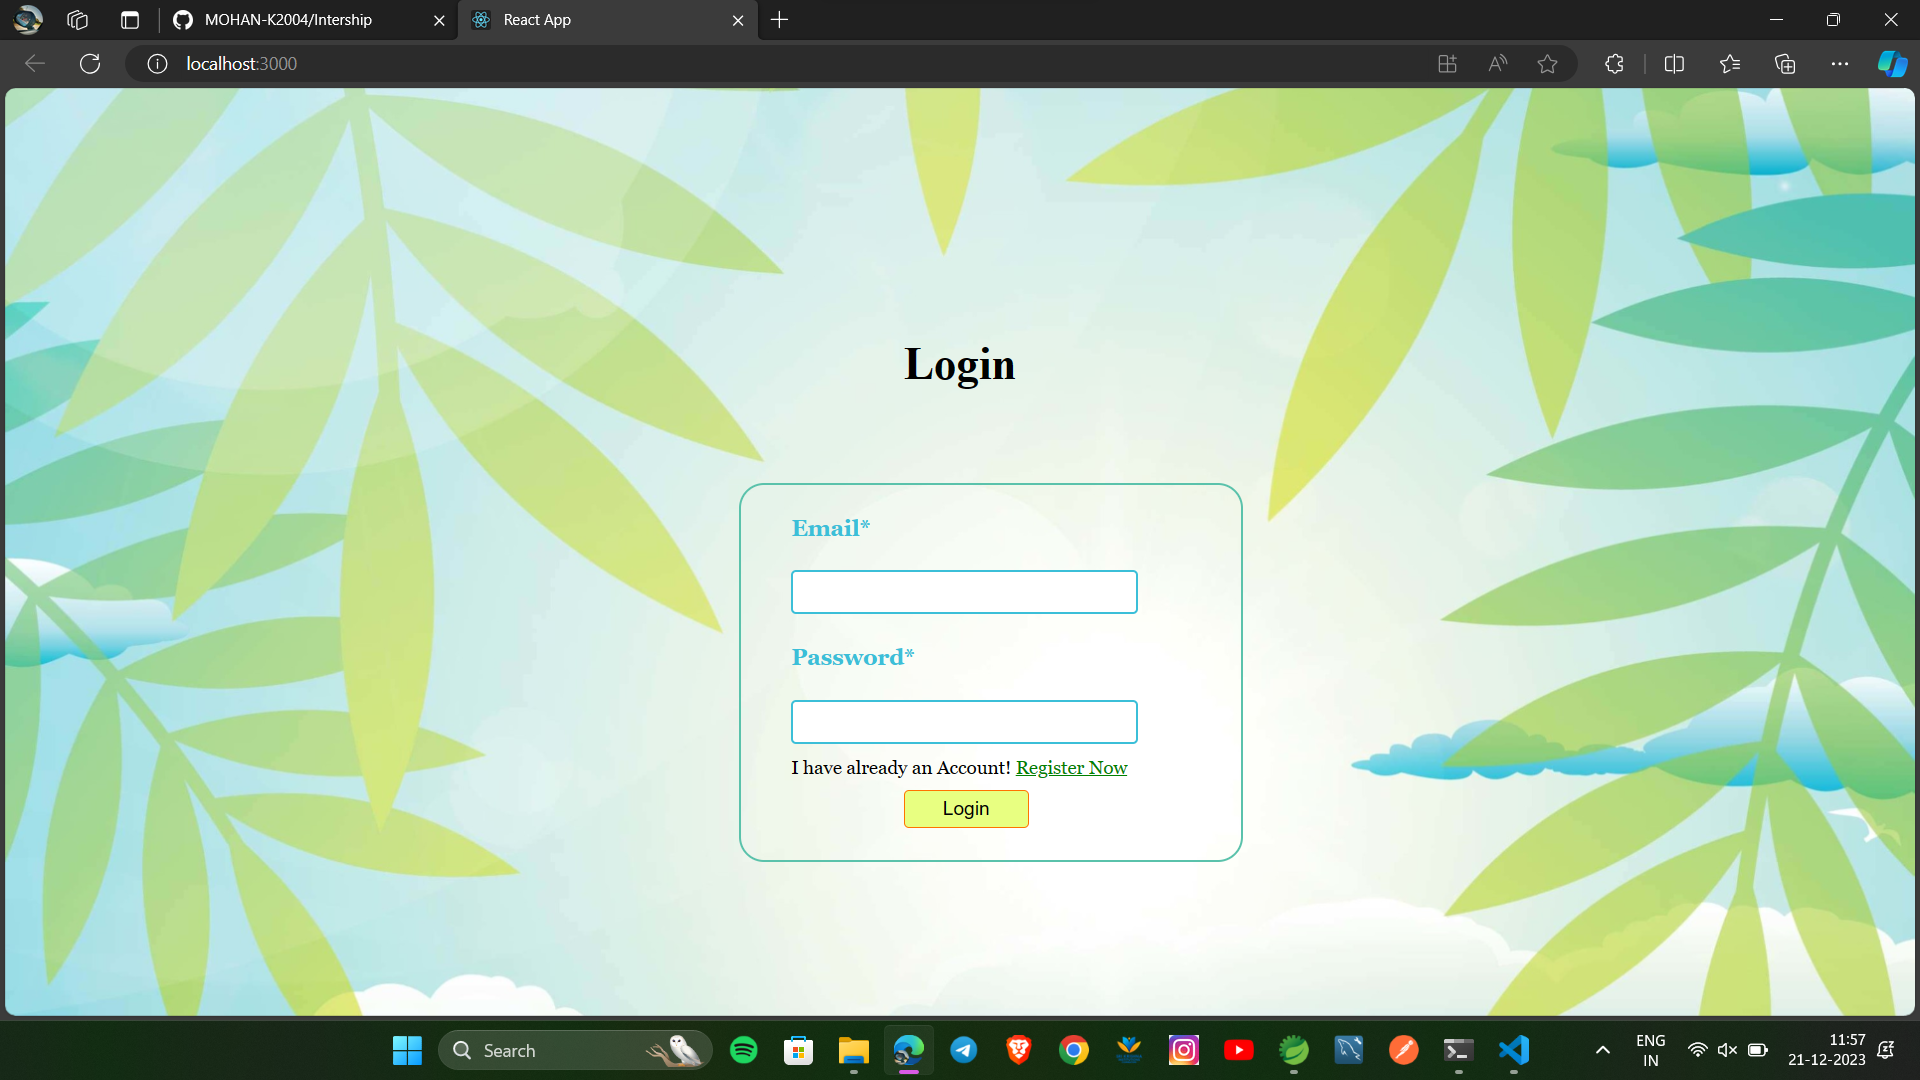 MOHAN-K2004/Intership
React App
localhost:3000
Login
Email*
Password*
I have already an Account! Register Now
Login
Search
ENG
IN
11:57
21-12-2023